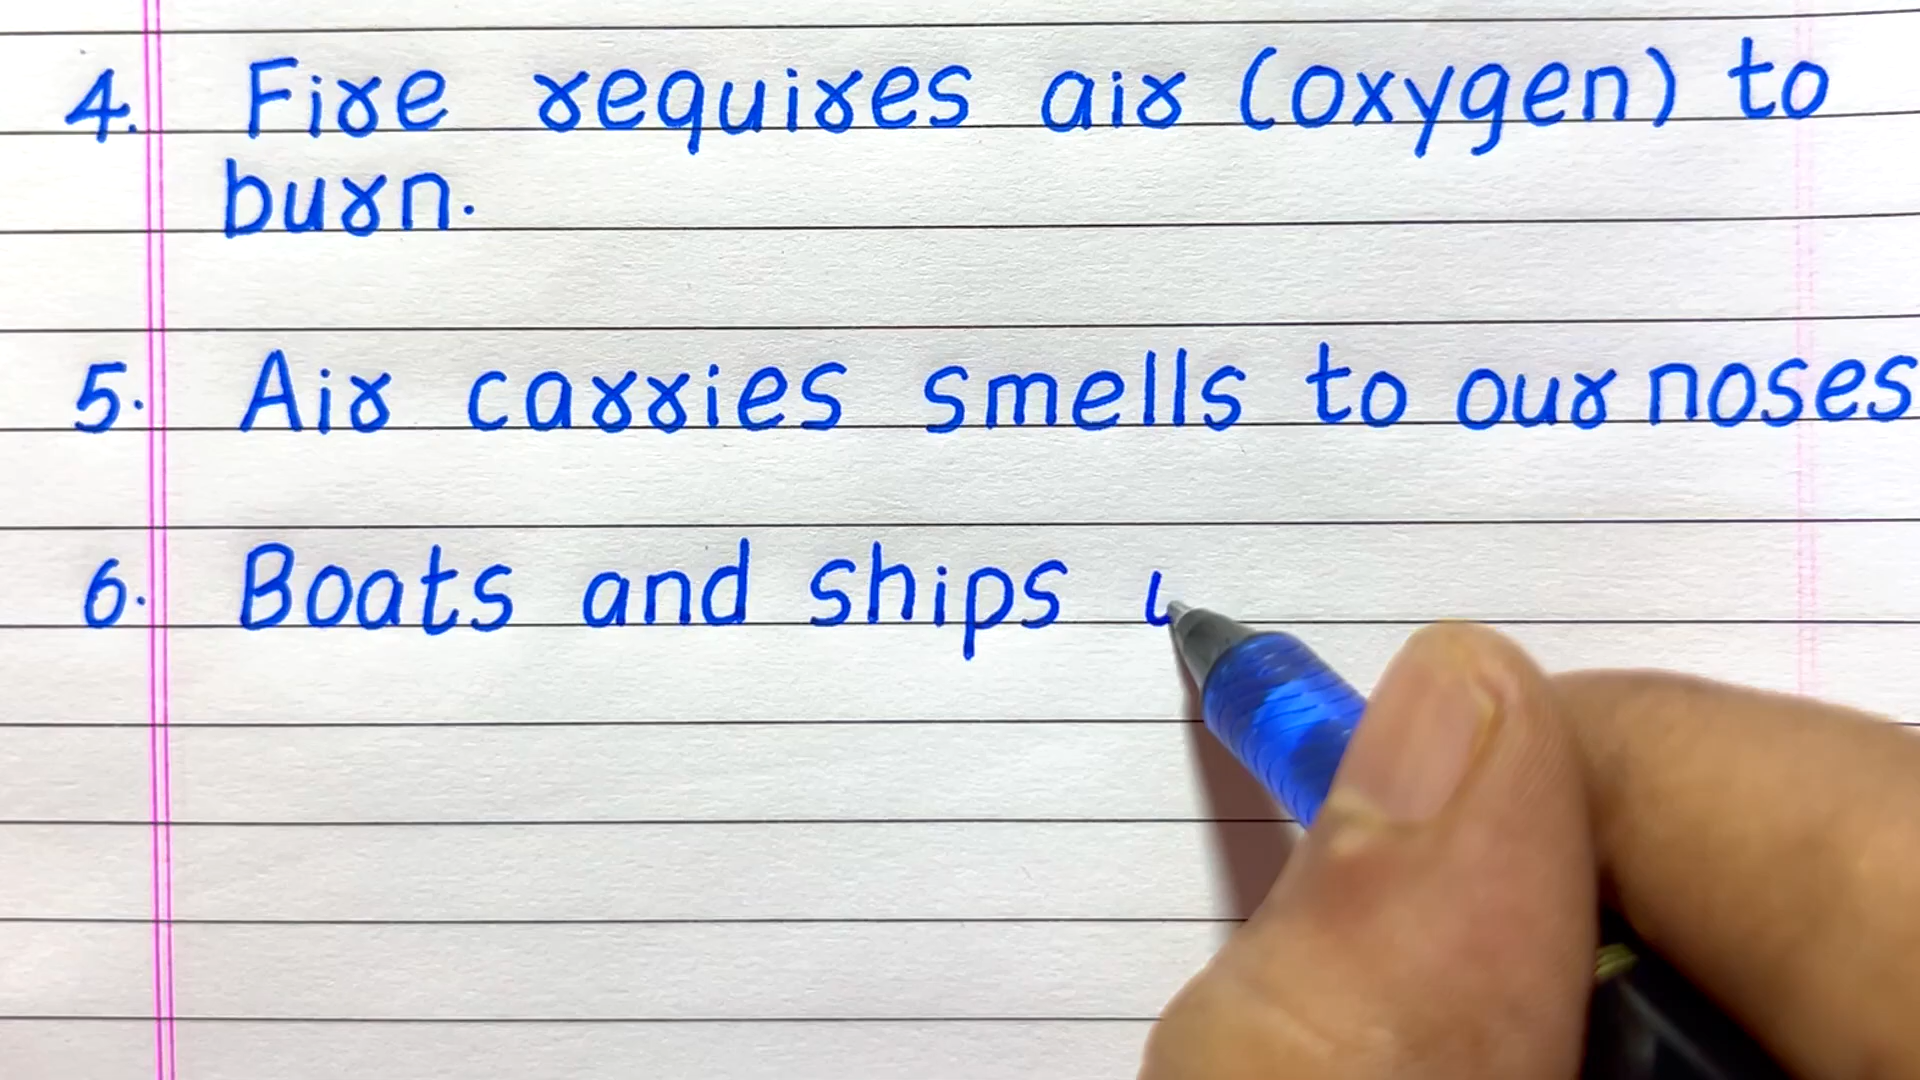 4. Fire requires air (oxygen) to
burn.
5. Air carries smells to our noses
6. Boats and ships